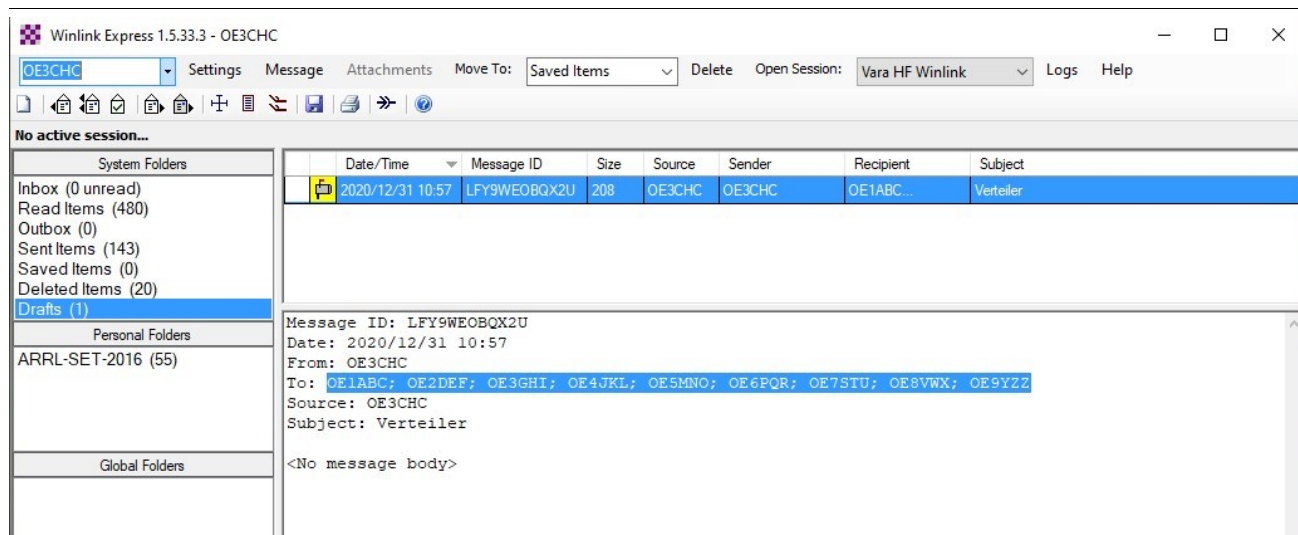 Winlink Express 1.5.33.3 - OE3CHC
OE3CHC Settings Message Attachments Move To: Saved Items Delete Open Session: Vara HF Winlink Logs Help
No active session...
System Folders
Inbox (0 unread)
Read Items (480)
Outbox (0)
Sent Items (143)
Saved Items (0)
Deleted Items (20)
Drafts (1)
Personal Folders
ARRL-SET-2016 (55)
Global Folders
Date/Time Message ID Size Source Sender Recipient Subject
2020/12/31 10:57 LFY9WEOBQX2U 208 OE3CHC OE3CHC OE1ABC... Verteiler
Message ID: LFY9WEOBQX2U
Date: 2020/12/31 10:57
From: OE3CHC
To: OE1ABC; OE2DEF; OE3GHI; OE4JKL; OE5MNO; OE6PQR; OE7STU; OE8VWX; OE9YZZ
Source: OE3CHC
Subject: Verteiler
<No message body>